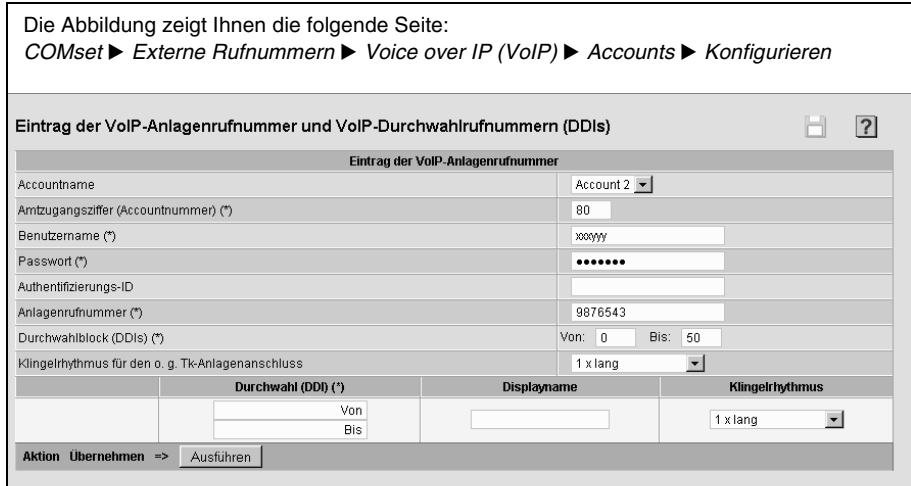 Die Abbildung zeigt Ihnen die folgende Seite:
COMset ► Externe Rufnummern ► Voice over IP (VoIP) ► Accounts ► Konfigurieren
Eintrag der VoIP-Anlagenrufnummer und VoIP-Durchwahlrufnummern (DDIs) ?
Eintrag der VoIP-Anlagenrufnummer
Accountname Account 2
Amtzugangsziffer (Accountnummer) (*) 80
Benutzername (*) xxxyyy
Passwort (*) •••••••
Authentifizierungs-ID
Anlagenrufnummer (*) 9876543
Durchwahlblock (DDIs) (*) Von: 0 Bis: 50
Klingelrhythmus für den o. g. Tk-Anlagenanschluss 1 x lang
Durchwahl (DDI) (*) Displayname Klingelrhythmus
Von
Bis
1 x lang
Aktion Übernehmen => Ausführen